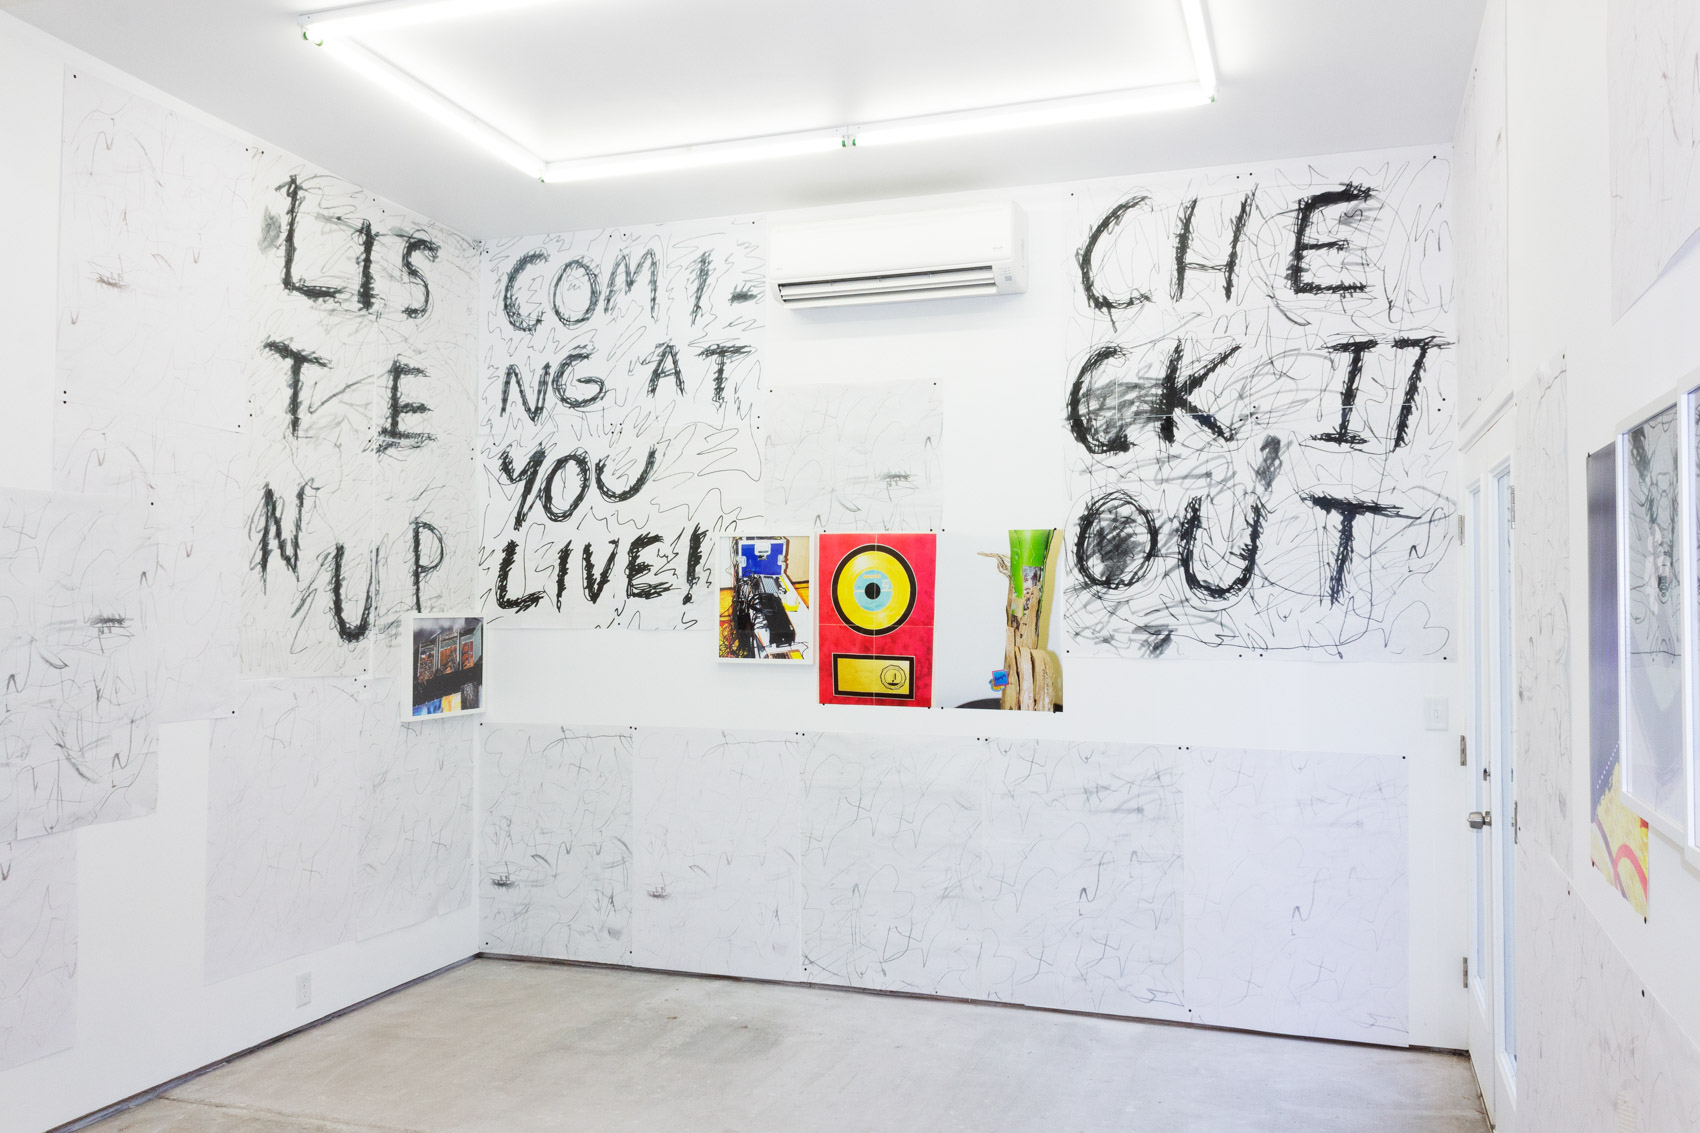 LIS
TE
N UP
COMI-
NG AT
YOU
LIVE!
CHE
CK IT
OUT